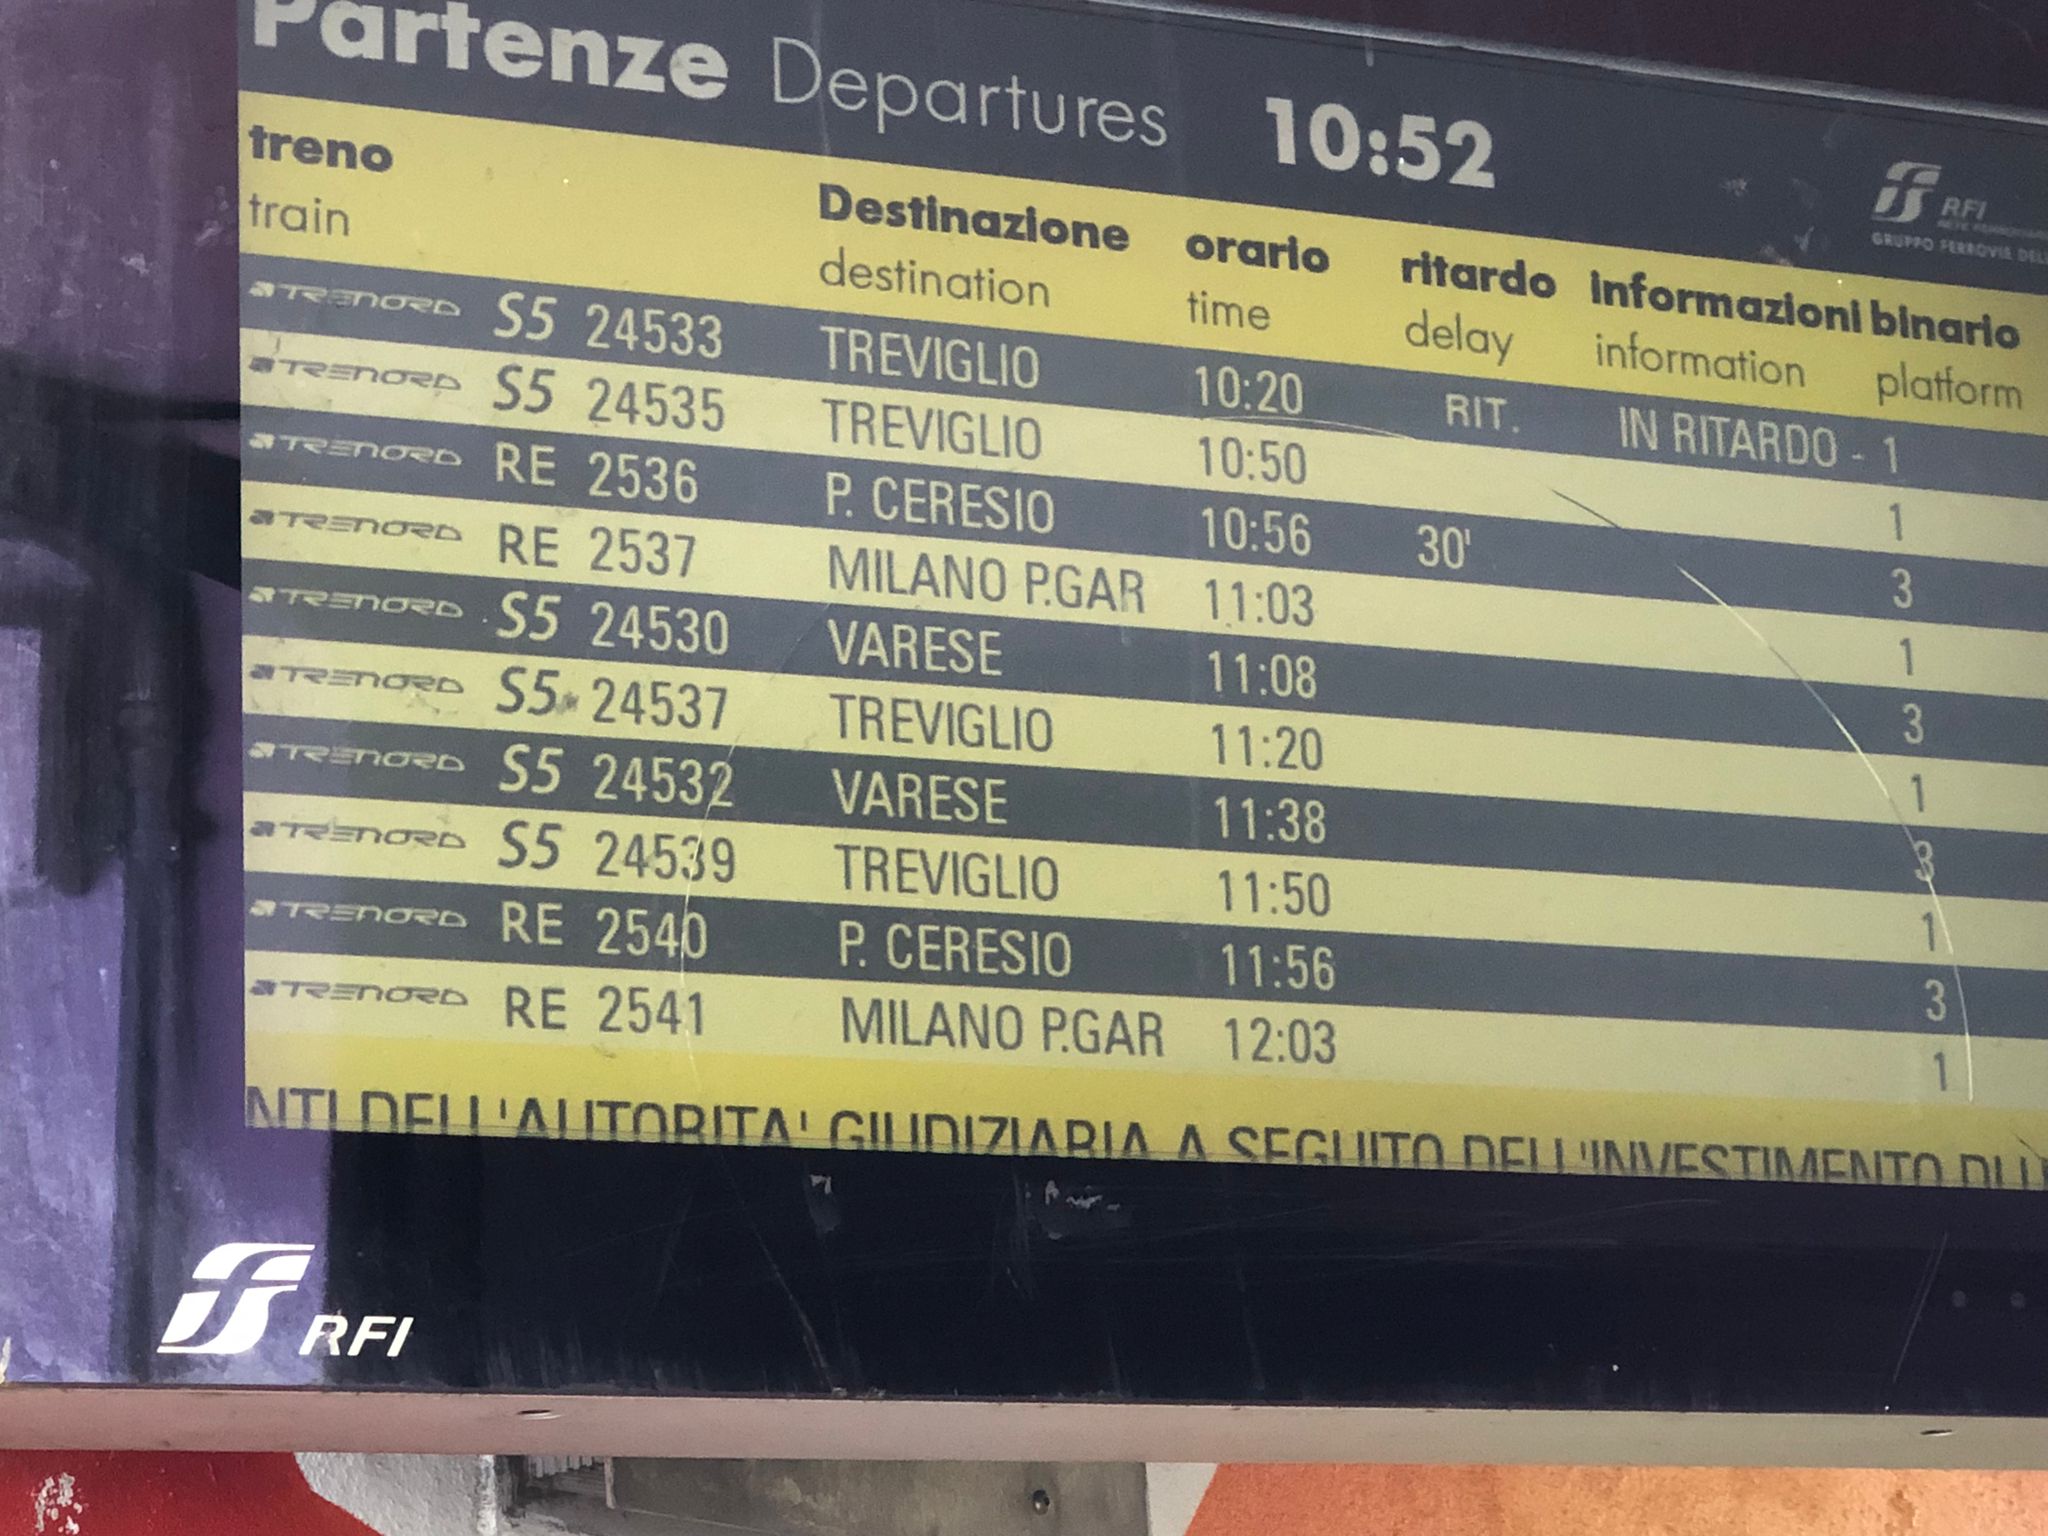 Partenze Departures 10:52
RFI
treno Destinazione orario ritardo informazioni binario
train destination time delay information platform
TRENORD S5 24533 TREVIGLIO 10:20 RIT. IN RITARDO - 1
TRENORD S5 24535 TREVIGLIO 10:50 1
TRENORD RE 2536 P. CERESIO 10:56 30' 3
TRENORD RE 2537 MILANO P.GAR 11:03 1
TRENORD S5 24530 VARESE 11:08 3
TRENORD S5 24537 TREVIGLIO 11:20 1
TRENORD S5 24532 VARESE 11:38 3
TRENORD S5 24539 TREVIGLIO 11:50 1
TRENORD RE 2540 P. CERESIO 11:56 3
TRENORD RE 2541 MILANO P.GAR 12:03 1
NTI DELL'AUTORITA' GIUDIZIARIA A SEGUITO DELL'INVESTIMENTO DI
RFI